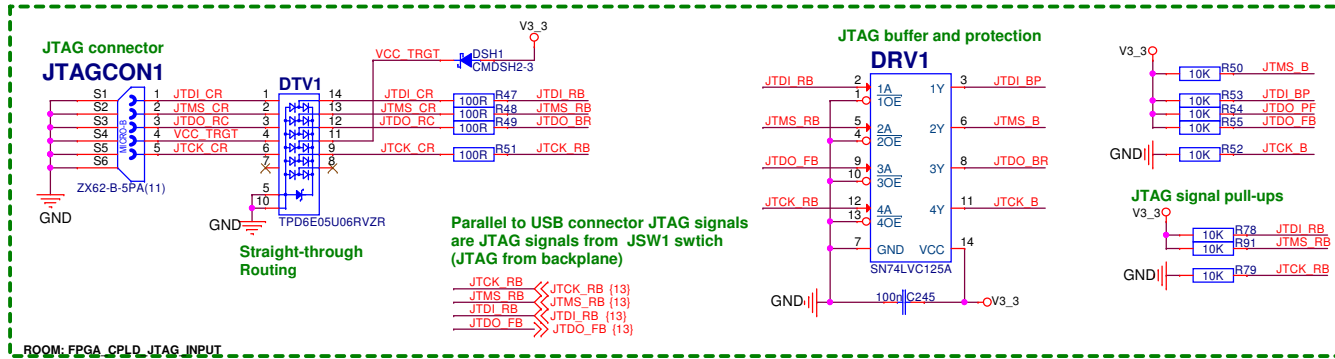 JTAG connector
JTAGCON1
S1
S2
S3
S4
S5
S6
MICRO-B
1 JTDI_CR 1
2 JTMS_CR 2
3 JTDO_RC 3
4 VCC_TRGT 4
5 JTCK_CR 6
7
5
10
ZX62-B-5PA(11)
GND
GND
DTV1
14 JTDI_CR R47 JTDI_RB
100R
13 JTMS_CR R48 JTMS_RB
100R
12 JTDO_RC R49 JTDO_BR
100R
11
9 JTCK_CR R51 JTCK_RB
100R
8
TPD6E05U06RVZR
VCC_TRGT
DSH1
CMDSH2-3
V3_3
Straight-through
Routing
Parallel to USB connector JTAG signals
are JTAG signals from JSW1 swtich
(JTAG from backplane)
JTCK_RB JTCK_RB {13}
JTMS_RB JTMS_RB {13}
JTDI_RB JTDI_RB {13}
JTDO_FB JTDO_FB {13}
JTAG buffer and protection
DRV1
JTDI_RB 2 1A 1Y 3 JTDI_BP
1 1OE
JTMS_RB 5 2A 2Y 6 JTMS_B
4 2OE
JTDO_FB 9 3A 3Y 8 JTDO_BR
10 3OE
JTCK_RB 12 4A 4Y 11 JTCK_B
13 4OE
7 GND VCC 14
SN74LVC125A
GND 100n C245 V3_3
V3_3
10K R50 JTMS_B
10K R53 JTDI_BP
10K R54 JTDO_PF
10K R55 JTDO_FB
GND 10K R52 JTCK_B
JTAG signal pull-ups
V3_3
10K R78 JTDI_RB
10K R91 JTMS_RB
GND 10K R79 JTCK_RB
ROOM: FPGA_CPLD_JTAG_INPUT